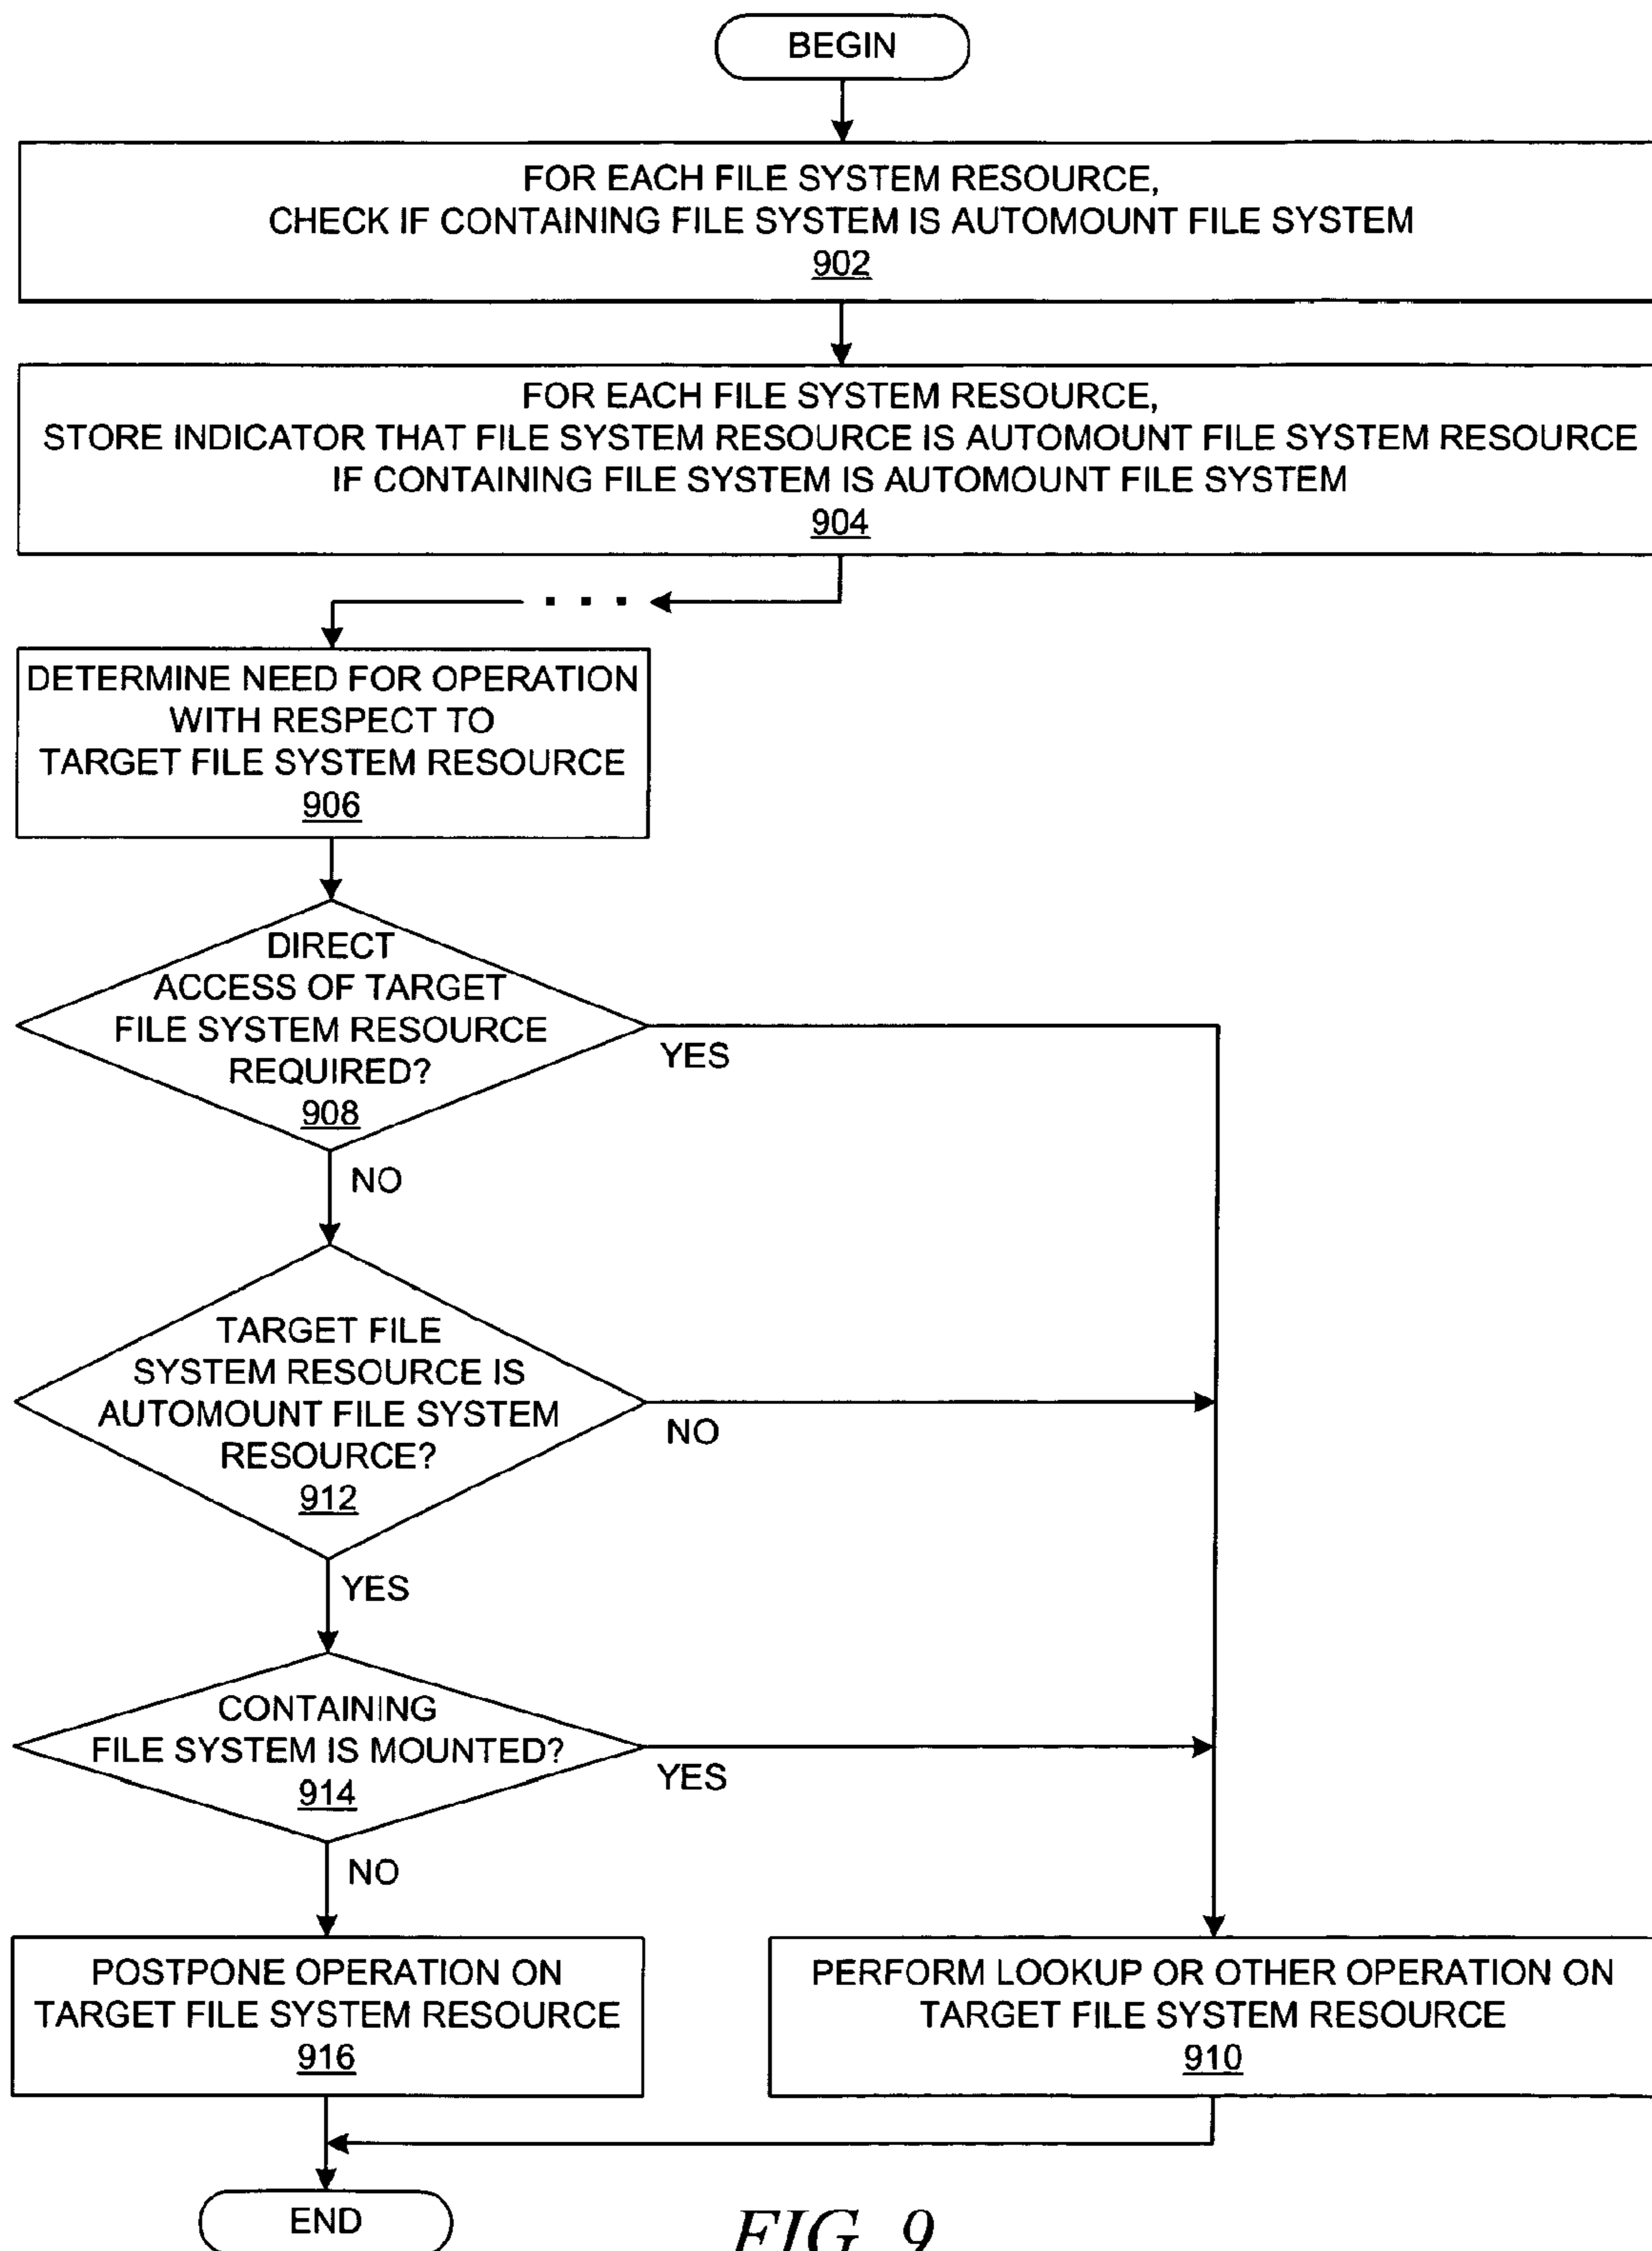 BEGIN
FOR EACH FILE SYSTEM RESOURCE,
CHECK IF CONTAINING FILE SYSTEM IS AUTOMOUNT FILE SYSTEM
902
FOR EACH FILE SYSTEM RESOURCE,
STORE INDICATOR THAT FILE SYSTEM RESOURCE IS AUTOMOUNT FILE SYSTEM RESOURCE
IF CONTAINING FILE SYSTEM IS AUTOMOUNT FILE SYSTEM
904
. . .
DETERMINE NEED FOR OPERATION
WITH RESPECT TO
TARGET FILE SYSTEM RESOURCE
906
DIRECT
ACCESS OF TARGET
FILE SYSTEM RESOURCE
REQUIRED?
908
YES
NO
TARGET FILE
SYSTEM RESOURCE IS
AUTOMOUNT FILE SYSTEM
RESOURCE?
912
NO
YES
CONTAINING
FILE SYSTEM IS MOUNTED?
914
YES
NO
POSTPONE OPERATION ON
TARGET FILE SYSTEM RESOURCE
916
PERFORM LOOKUP OR OTHER OPERATION ON
TARGET FILE SYSTEM RESOURCE
910
END
FIG. 9